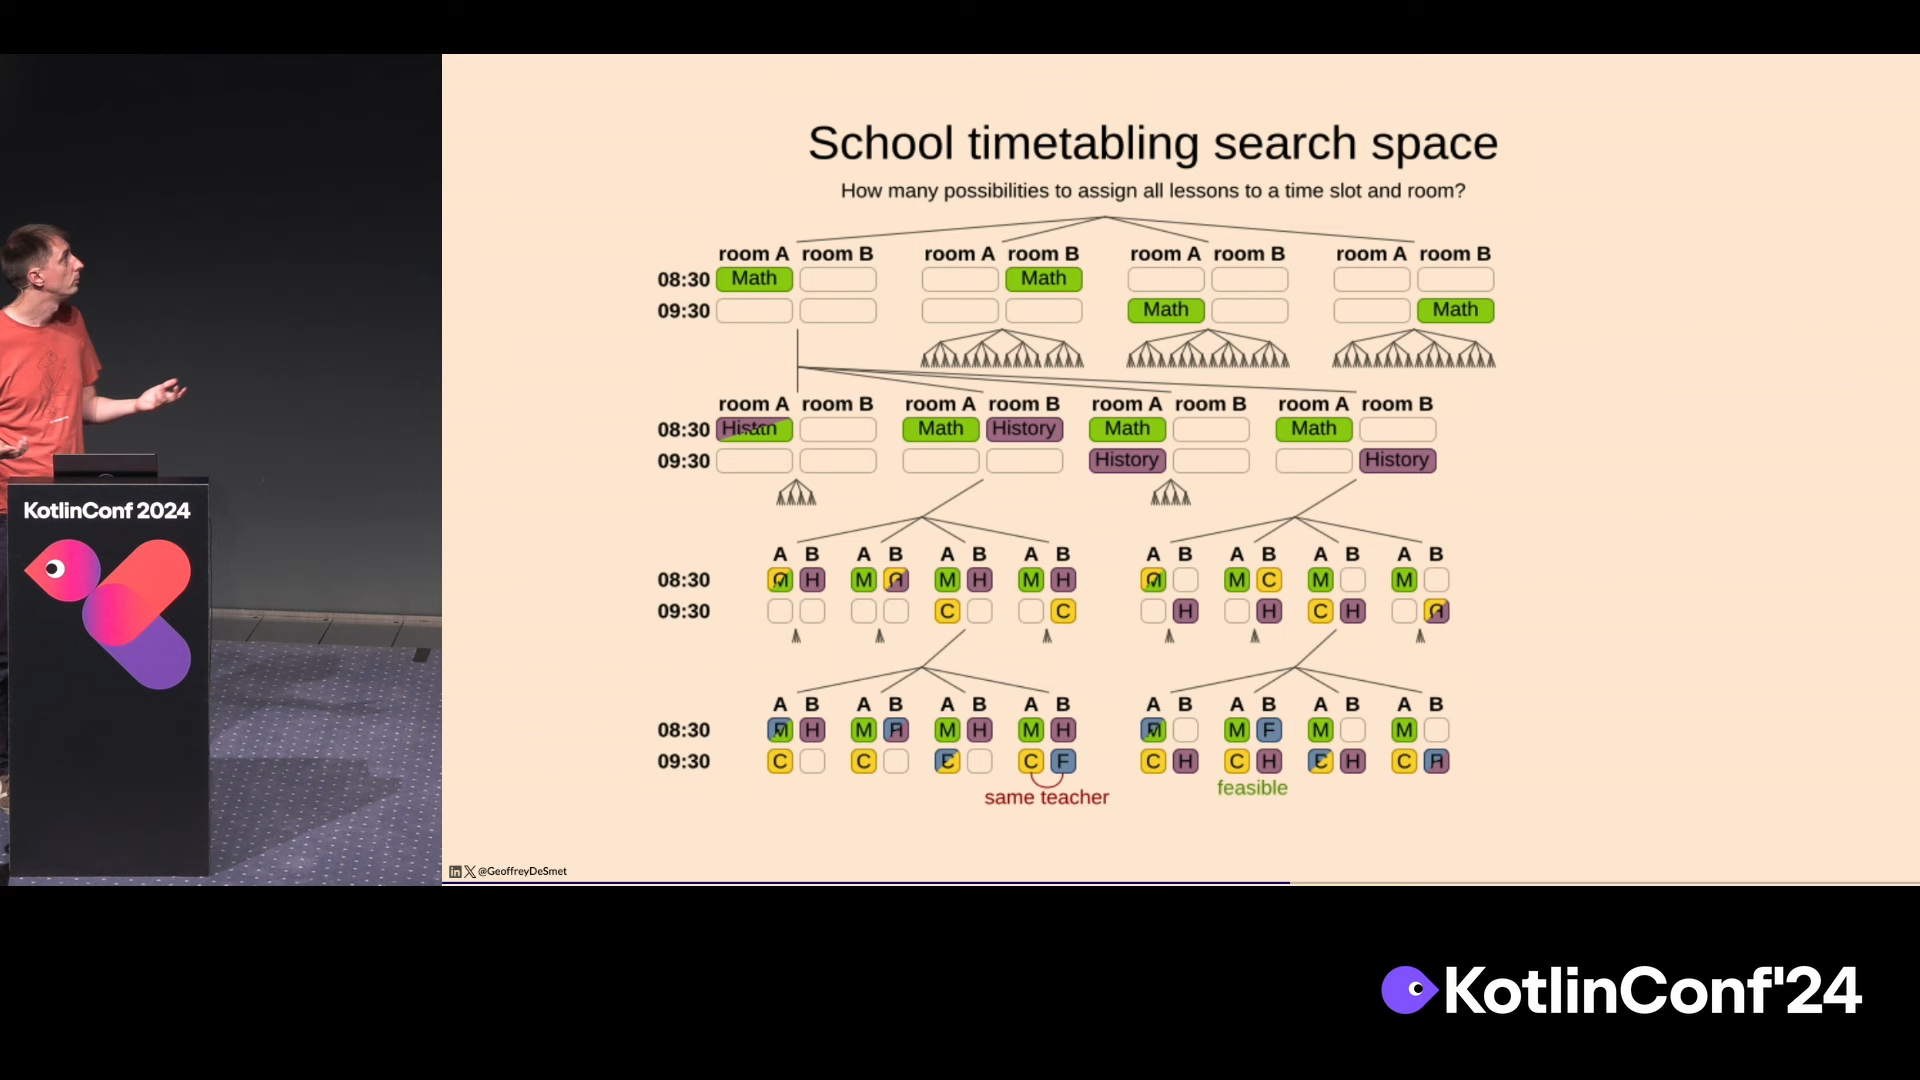 School timetabling search space
How many possibilities to assign all lessons to a time slot and room?
room A room B room A room B room A room B room A room B
08:30 Math Math
09:30 Math Math
room A room B room A room B room A room B room A room B
08:30 Math History Math Math
09:30 History History
A B A B A B A B A B A B A B A B
08:30 M H M M H M H M C M M
09:30 C C H H C H
A B A B A B A B A B A B A B A B
08:30 M H M M H M H M F M M
09:30 C C C F C H C H H C
same teacher
feasible
@GeoffreyDeSmet
KotlinConf 2024
KotlinConf'24